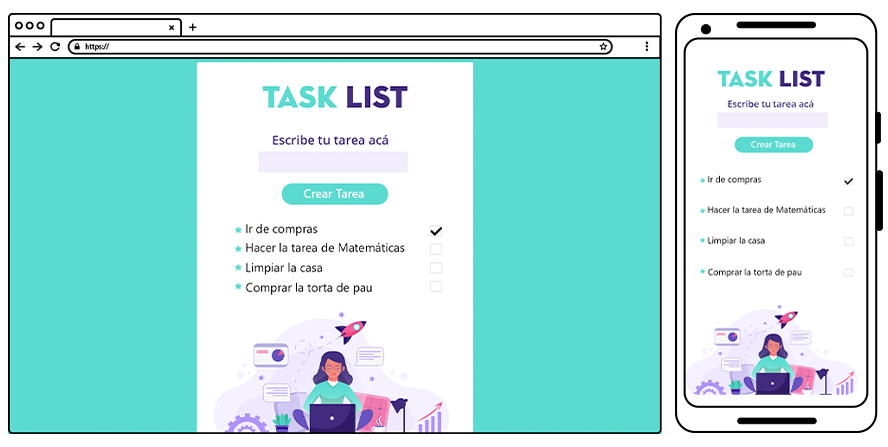 https://
TASK LIST
Escribe tu tarea acá
Crear Tarea
Ir de compras
Hacer la tarea de Matemáticas
Limpiar la casa
Comprar la torta de pau
TASK LIST
Escribe tu tarea acá
Crear Tarea
Ir de compras
Hacer la tarea de Matemáticas
Limpiar la casa
Comprar la torta de pau